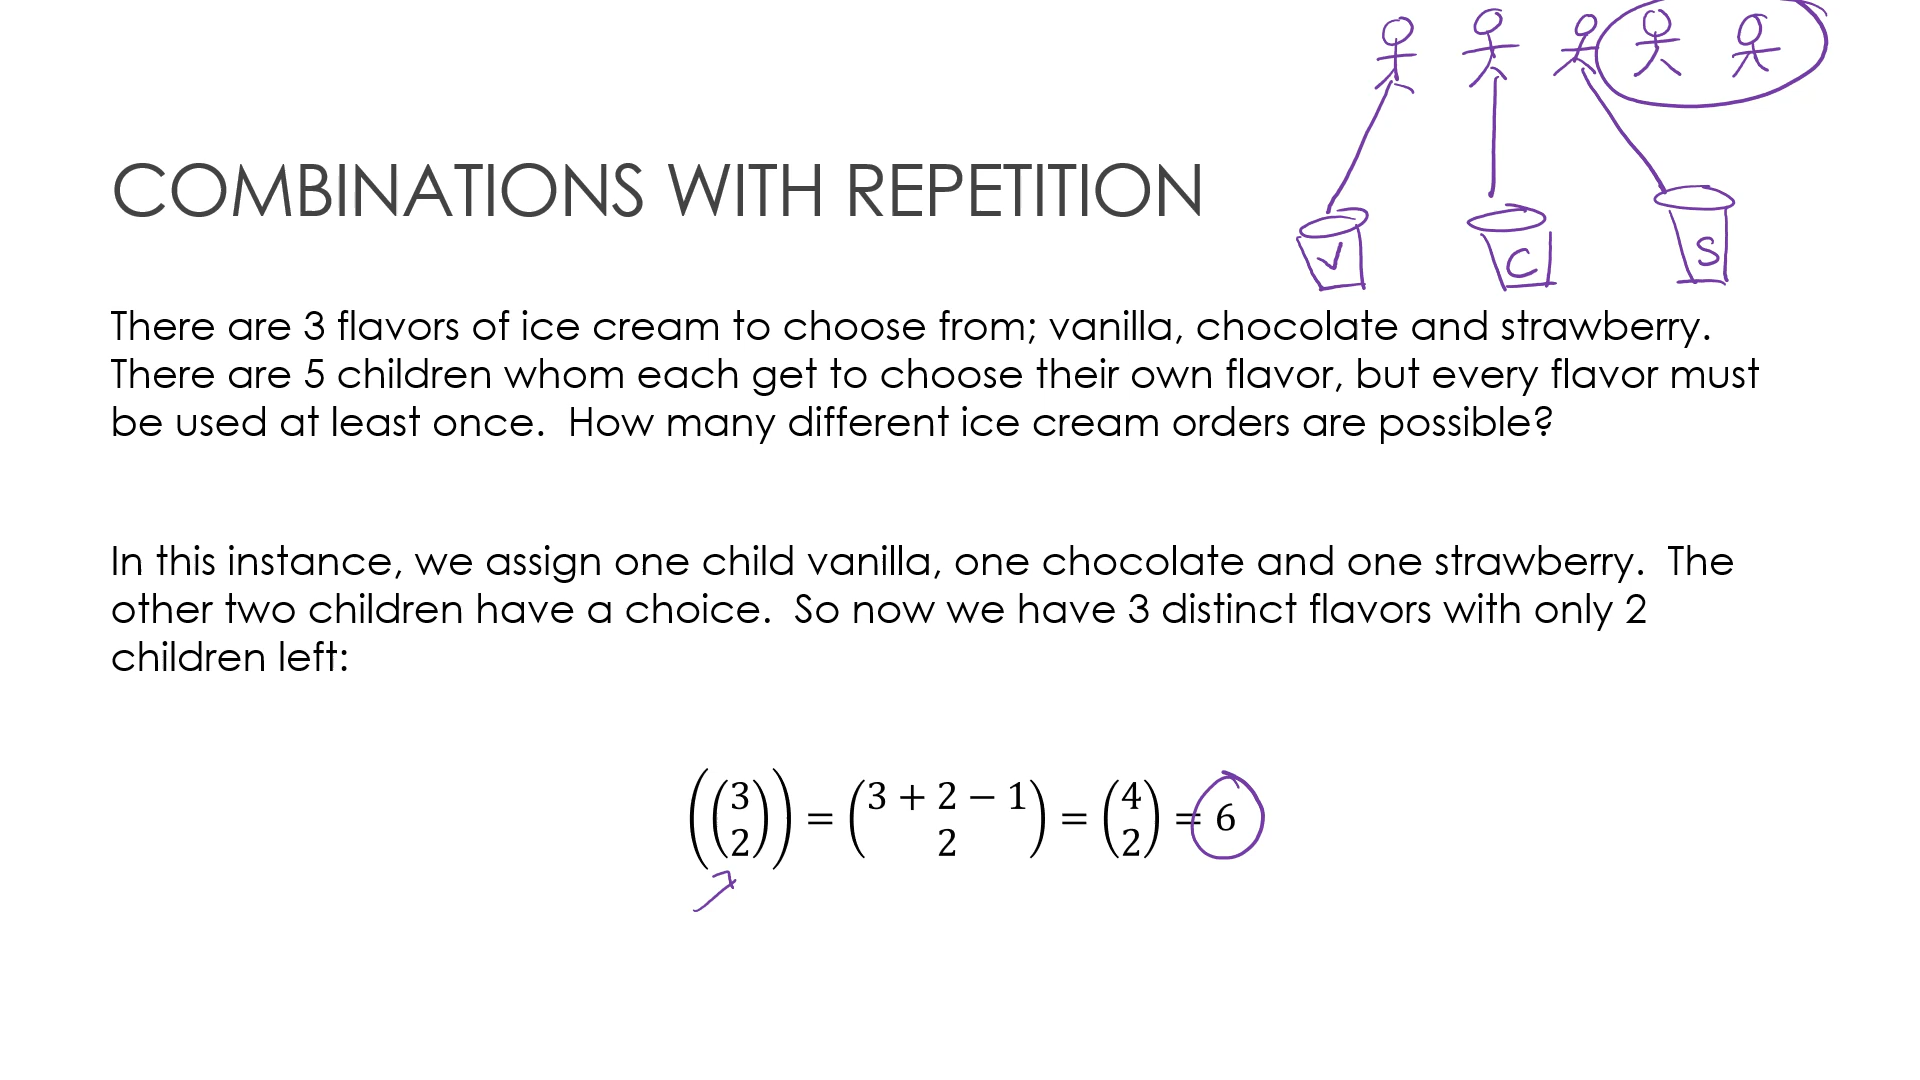 COMBINATIONS WITH REPETITION
V C S
There are 3 flavors of ice cream to choose from; vanilla, chocolate and strawberry.
There are 5 children whom each get to choose their own flavor, but every flavor must
be used at least once. How many different ice cream orders are possible?
In this instance, we assign one child vanilla, one chocolate and one strawberry. The
other two children have a choice. So now we have 3 distinct flavors with only 2
children left:
((3 2)) = (3 + 2 − 1 2) = (4 2) = 6